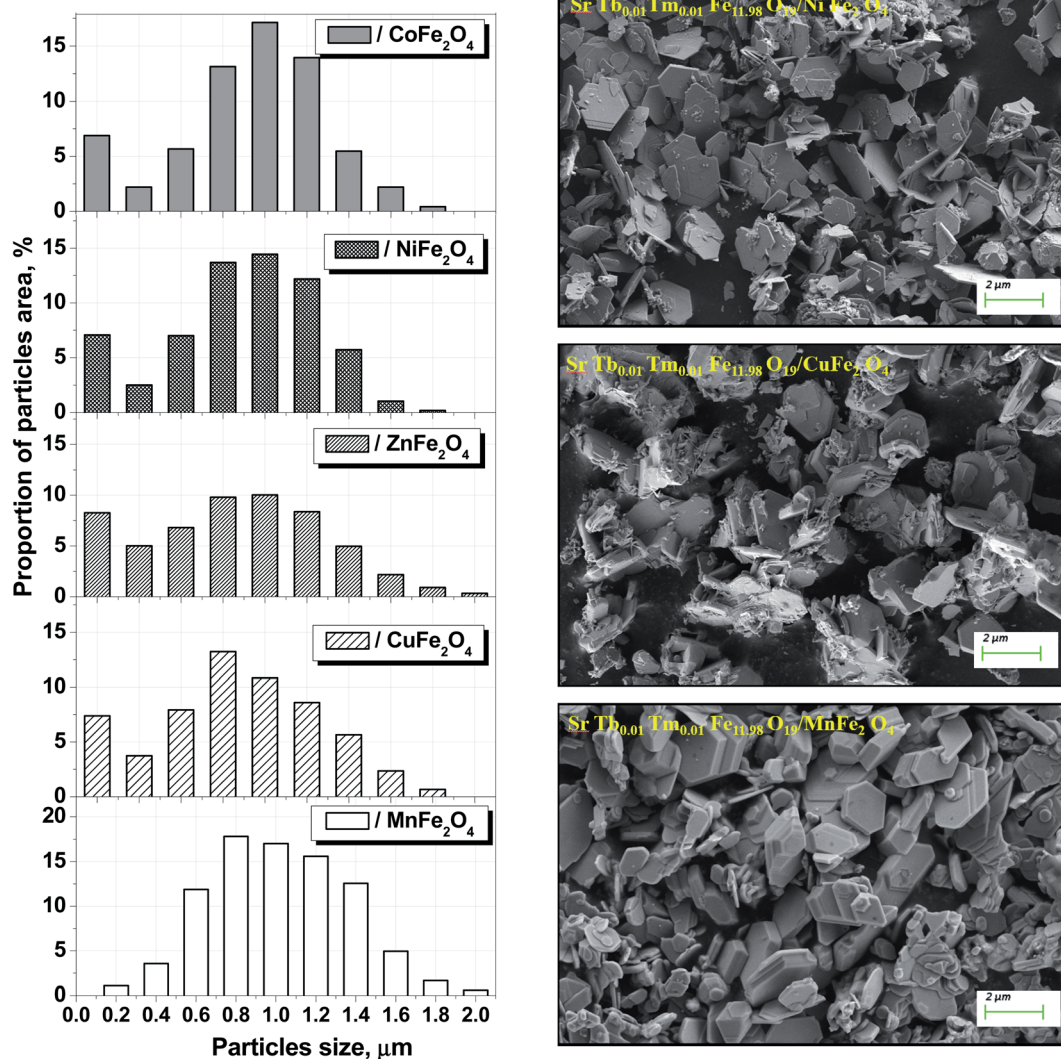 15
10
5
0
/ CoFe₂O₄
15
10
5
0
/ NiFe₂O₄
15
10
5
0
/ ZnFe₂O₄
15
10
5
0
/ CuFe₂O₄
20
15
10
5
0
/ MnFe₂O₄
0.0 0.2 0.4 0.6 0.8 1.0 1.2 1.4 1.6 1.8 2.0
Particles size, μm
Proportion of particles area, %
Sr Tb₀.₀₁Tm₀.₀₁ Fe₁₁.₉₈ O₁₉/Ni Fe₂ O₄
2 µm
Sr Tb₀.₀₁ Tm₀.₀₁ Fe₁₁.₉₈ O₁₉/CuFe₂ O₄
2 µm
Sr Tb₀.₀₁ Tm₀.₀₁ Fe₁₁.₉₈ O₁₉/MnFe₂ O₄
2 µm